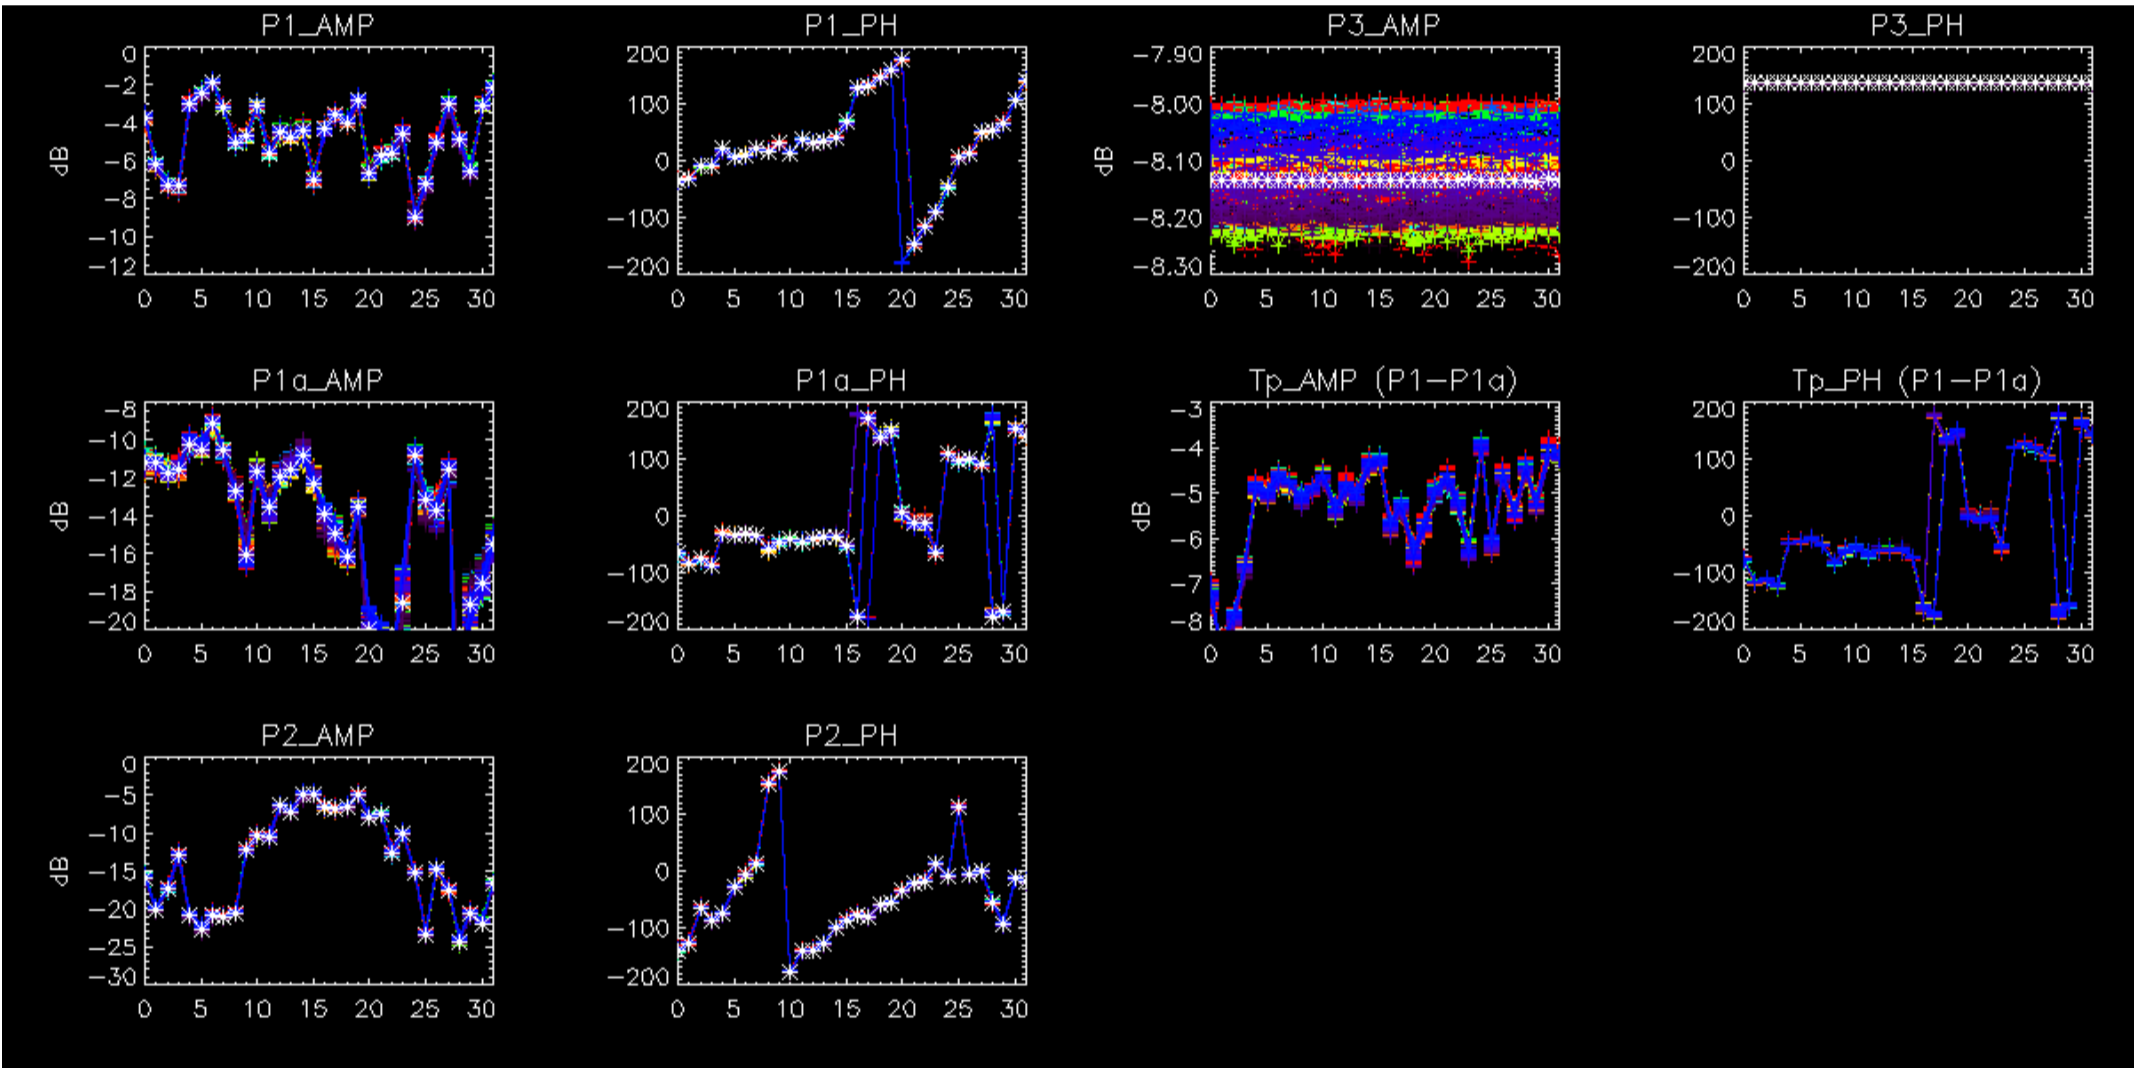 P1_AMP P1_PH P3_AMP P3_PH
0 200 -7.90 200
-2 100 -8.00 100
-4 0 -8.10 0
-6 -100 -8.20 -100
-8 -200 -8.30 -200
-10
-12
dB dB
0 5 10 15 20 25 30 0 5 10 15 20 25 30 0 5 10 15 20 25 30 0 5 10 15 20 25 30
P1a_AMP P1a_PH Tp_AMP (P1-P1a) Tp_PH (P1-P1a)
-8 200 -3 200
-10 100 -4 100
-12 0 -5 0
-14 -100 -6 -100
-16 -200 -7 -200
-18 -8
-20
dB dB
0 5 10 15 20 25 30 0 5 10 15 20 25 30 0 5 10 15 20 25 30 0 5 10 15 20 25 30
P2_AMP P2_PH
0 200
-5 100
-10 0
-15 -100
-20 -200
-25
-30
dB
0 5 10 15 20 25 30 0 5 10 15 20 25 30